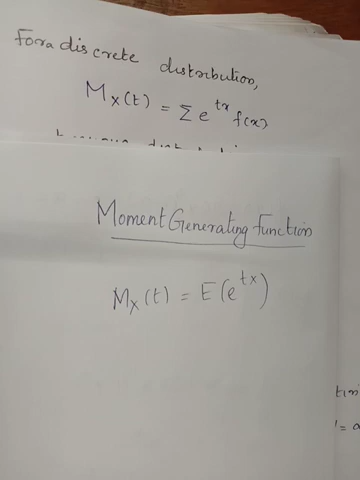 For a discrete distribution,
Mx(t) = Σ e^tx f(x)
Moment Generating Function
Mx(t) = E(e^tx)